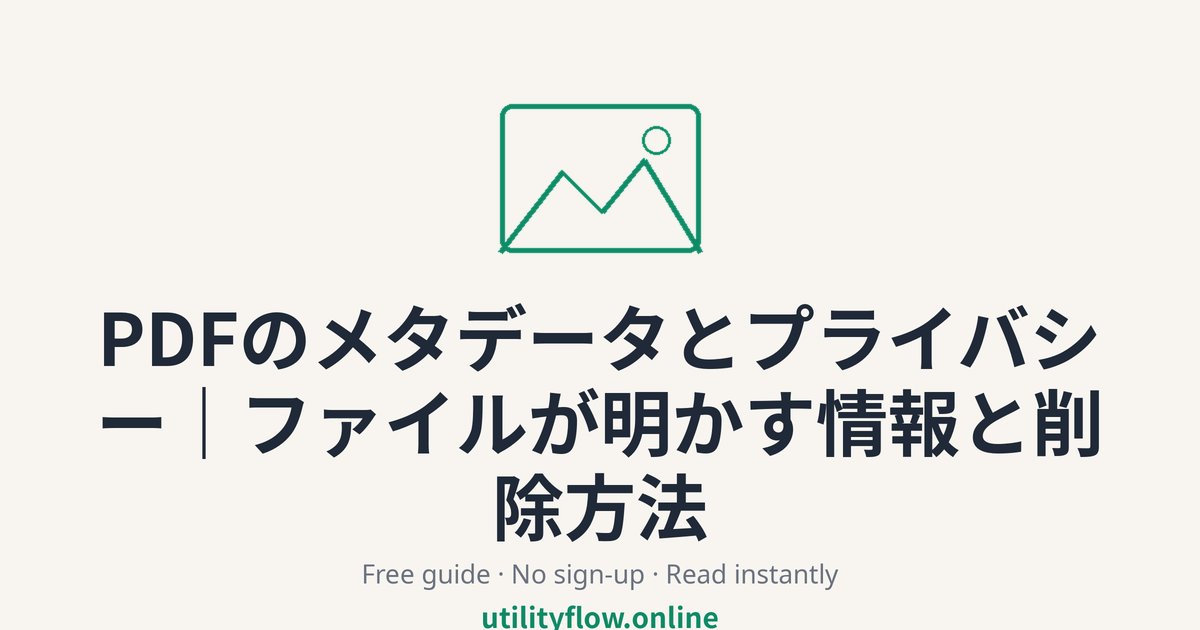 PDFのメタデータとプライバシ
ー｜ファイルが明かす情報と削
除方法
Free guide · No sign-up · Read instantly
utilityflow.online